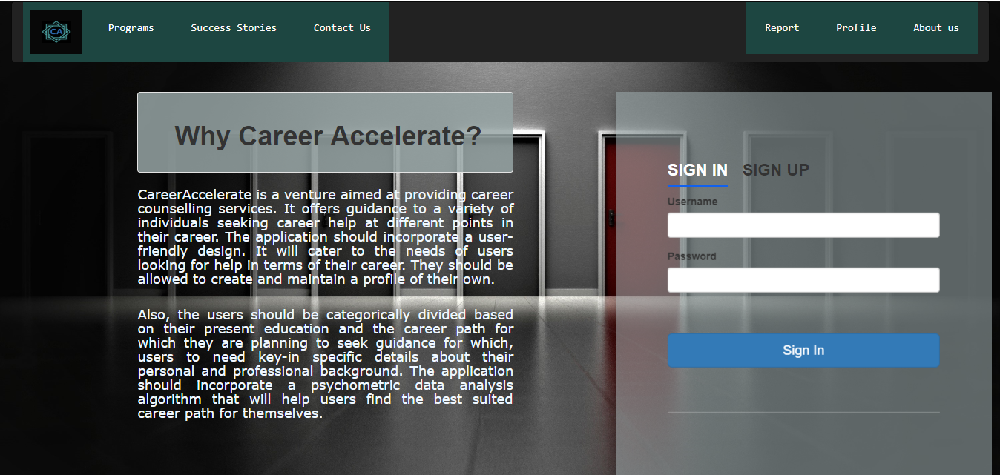 CA
Programs
Success Stories
Contact Us
Report
Profile
About us
Why Career Accelerate?
CareerAccelerate is a venture aimed at providing career
counselling services. It offers guidance to a variety of
individuals seeking career help at different points in
their career. The application should incorporate a user-
friendly design. It will cater to the needs of users
looking for help in terms of their career. They should be
allowed to create and maintain a profile of their own.
Also, the users should be categorically divided based
on their present education and the career path for
which they are planning to seek guidance for which,
users to need key-in specific details about their
personal and professional background. The application
should incorporate a psychometric data analysis
algorithm that will help users find the best suited
career path for themselves.
SIGN IN
SIGN UP
Username
Password
Sign In